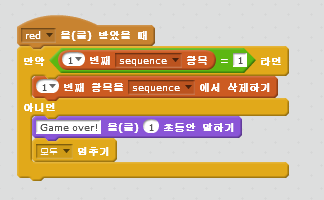 red 을(를) 받았을 때
만약 1 번째 sequence 항목 = 1 라면
1 번째 항목을 sequence 에서 삭제하기
아니면
Game over! 을(를) 1 초동안 말하기
모두 멈추기